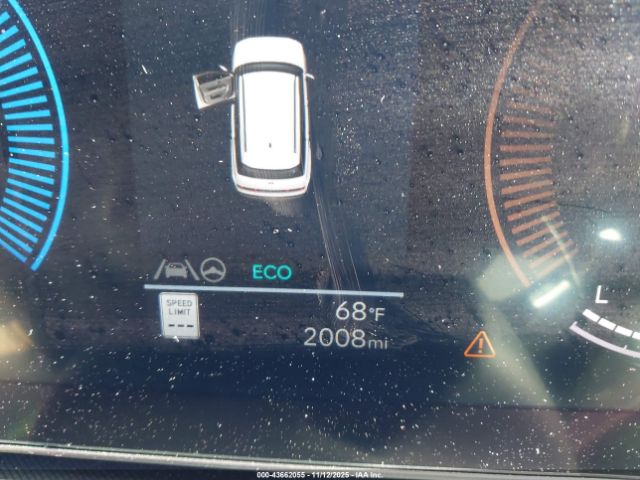 ECO
SPEED
LIMIT
---
68°F
2008mi
L
000-43662055 - 11/12/2025 - IAA Inc.